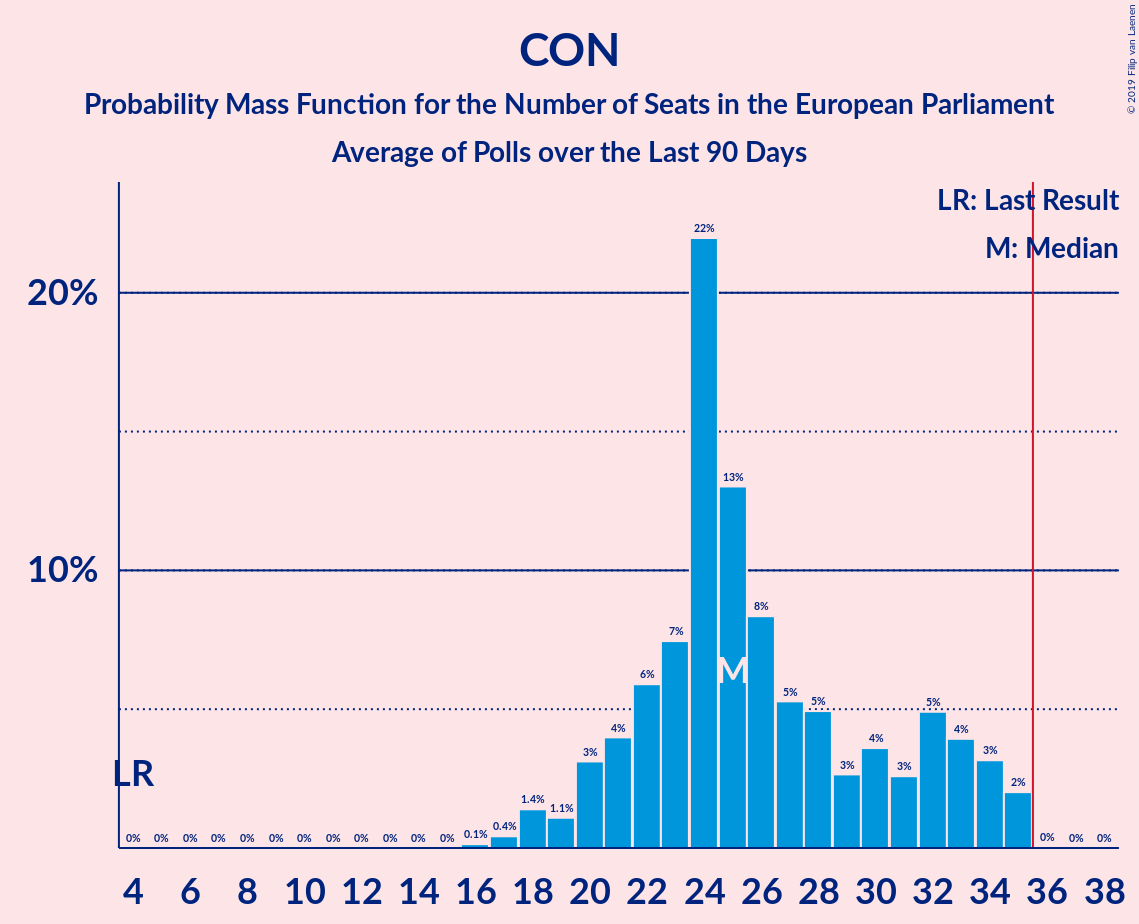 CON
Probability Mass Function for the Number of Seats in the European Parliament
Average of Polls over the Last 90 Days
© 2019 Filip van Laenen
LR: Last Result
M: Median
20%
10%
22%
13%
8%
7%
6%
5% 5% 5%
4% 4% 4%
3% 3% 3% 3%
2%
1.4% 1.1%
0.1% 0.4%
M
LR
0% 0% 0% 0% 0% 0% 0% 0% 0% 0% 0% 0% 0% 0% 0%
4 6 8 10 12 14 16 18 20 22 24 26 28 30 32 34 36 38